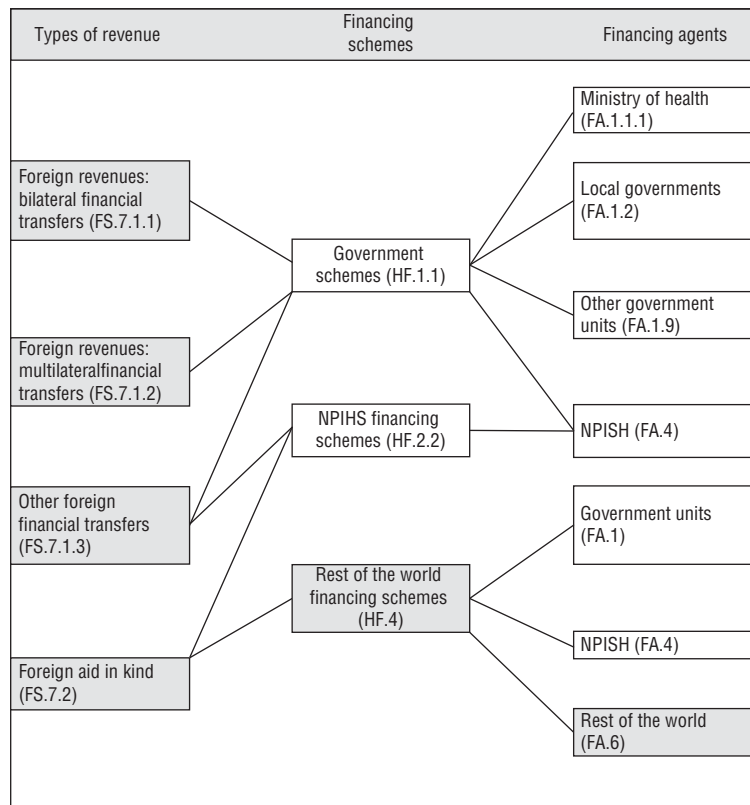 Types of revenue
Financing
schemes
Financing agents
Foreign revenues:
bilateral financial
transfers (FS.7.1.1)
Foreign revenues:
multilateralfinancial
transfers (FS.7.1.2)
Other foreign
financial transfers
(FS.7.1.3)
Foreign aid in kind
(FS.7.2)
Government
schemes (HF.1.1)
NPIHS financing
schemes (HF.2.2)
Rest of the world
financing schemes
(HF.4)
Ministry of health
(FA.1.1.1)
Local governments
(FA.1.2)
Other government
units (FA.1.9)
NPISH (FA.4)
Government units
(FA.1)
NPISH (FA.4)
Rest of the world
(FA.6)